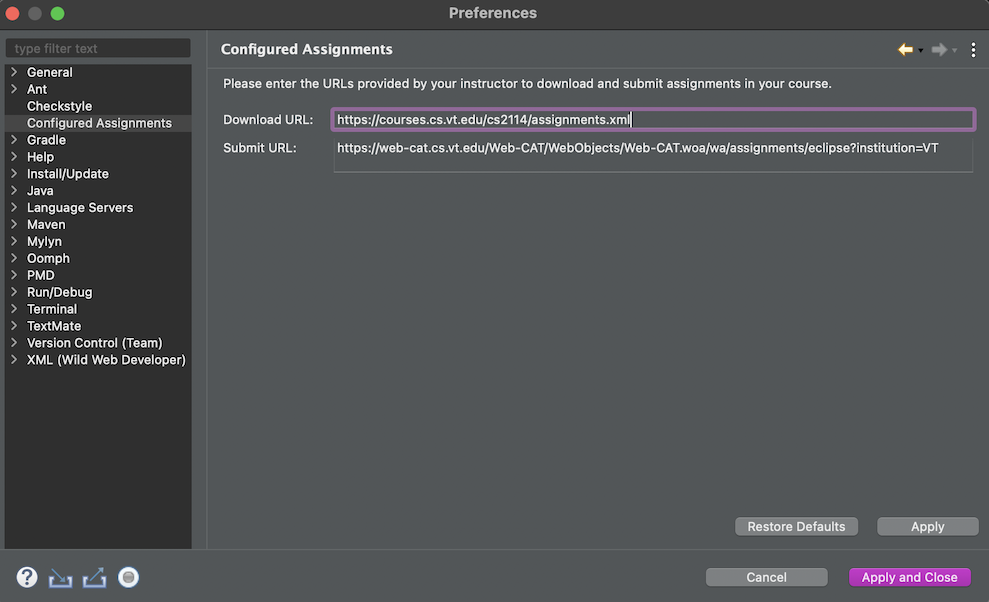 Preferences
type filter text
General
Ant
Checkstyle
Configured Assignments
Gradle
Help
Install/Update
Java
Language Servers
Maven
Mylyn
Oomph
PMD
Run/Debug
Terminal
TextMate
Version Control (Team)
XML (Wild Web Developer)
Configured Assignments
Please enter the URLs provided by your instructor to download and submit assignments in your course.
Download URL: https://courses.cs.vt.edu/cs2114/assignments.xml
Submit URL: https://web-cat.cs.vt.edu/Web-CAT/WebObjects/Web-CAT.woa/wa/assignments/eclipse?institution=VT
Restore Defaults Apply
? Cancel Apply and Close